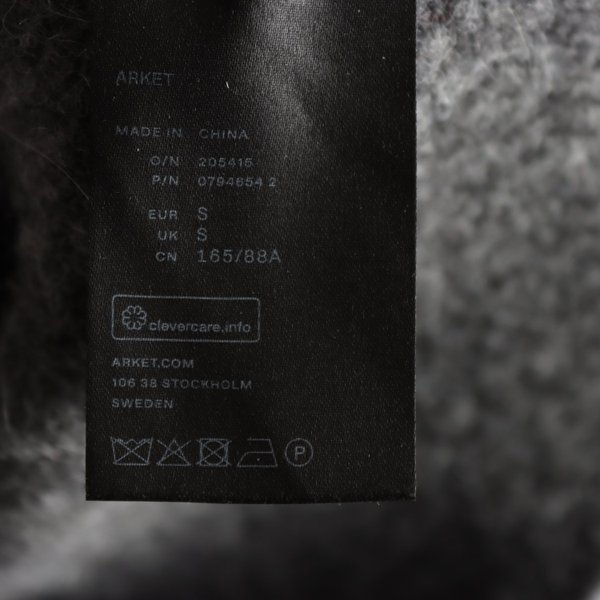 ARKET
MADE IN CHINA
O/N 205415
P/N 0794654 2
EUR S
UK S
CN 165/88A
clevercare.info
ARKET.COM
106 38 STOCKHOLM
SWEDEN
P